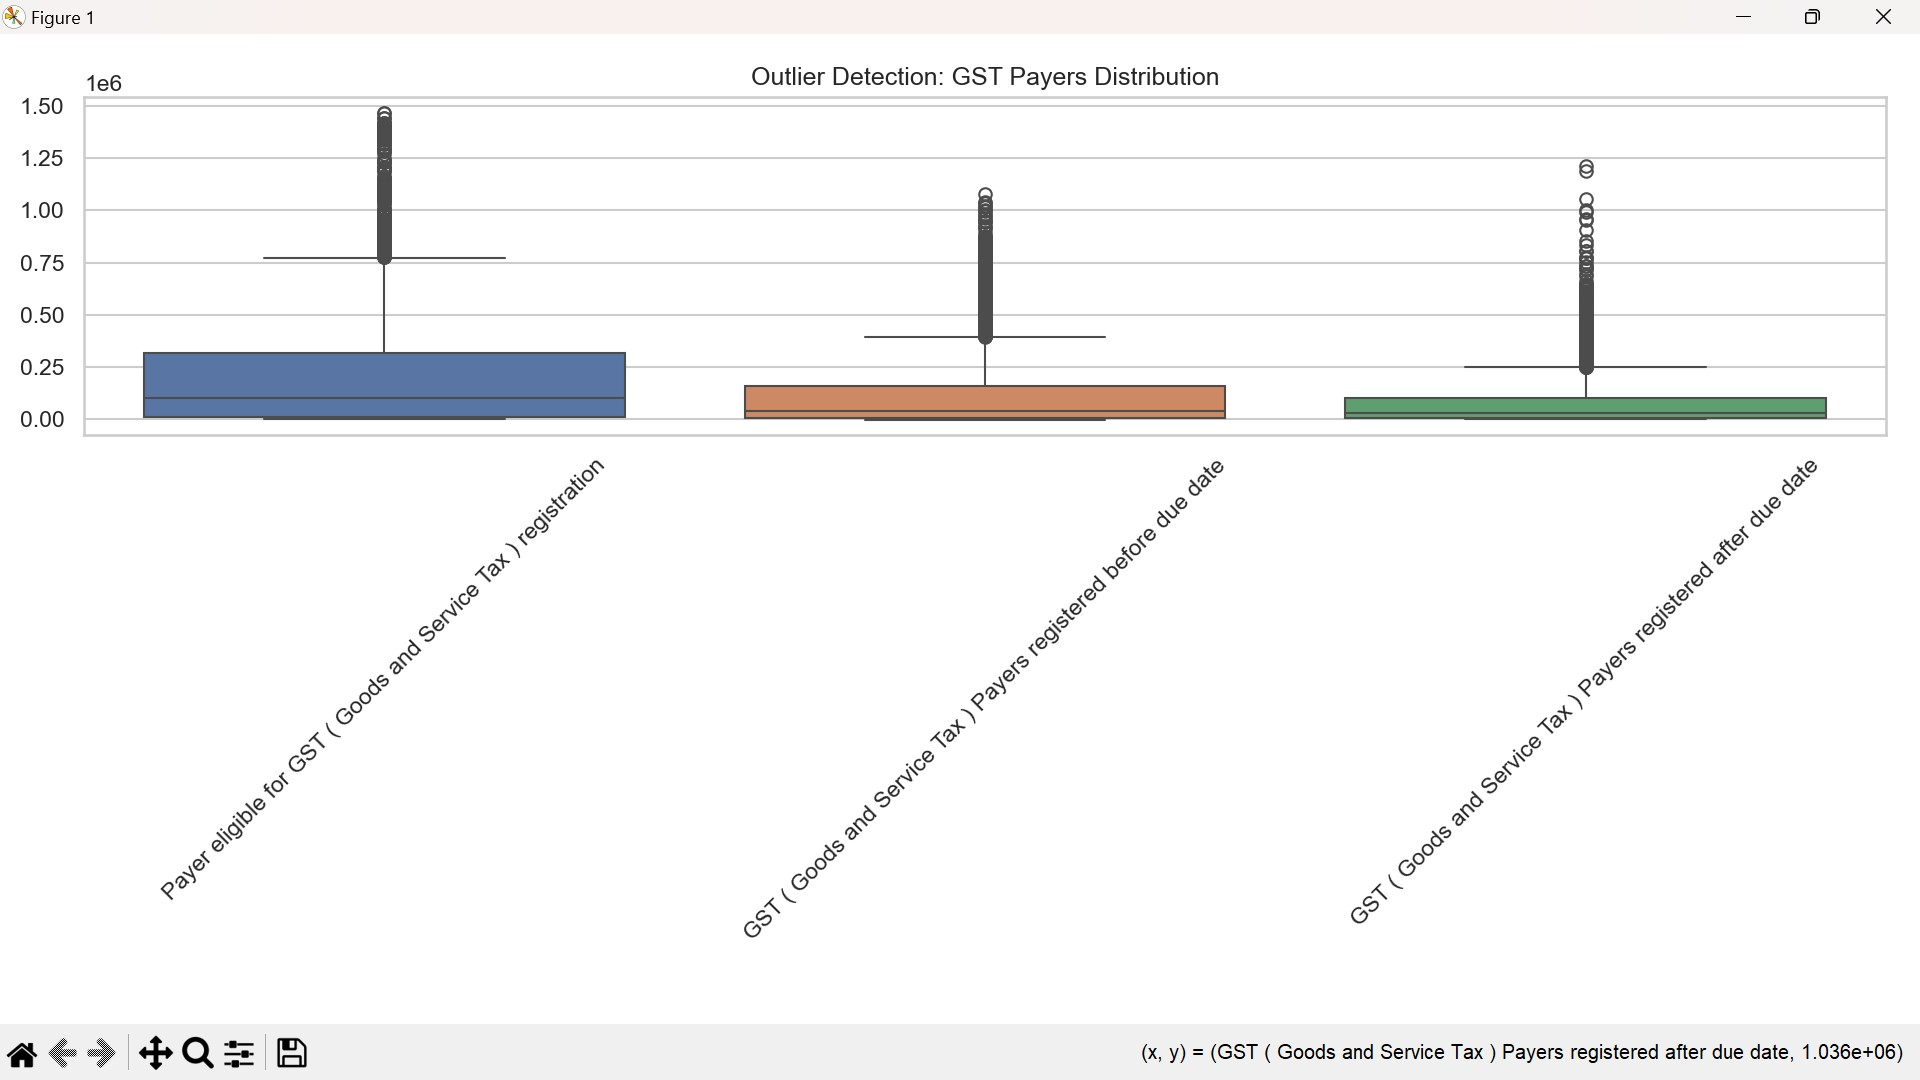 Figure 1
Outlier Detection: GST Payers Distribution
1e6
1.50
1.25
1.00
0.75
0.50
0.25
0.00
Payer eligible for GST ( Goods and Service Tax ) registration
GST ( Goods and Service Tax ) Payers registered before due date
GST ( Goods and Service Tax ) Payers registered after due date
(x, y) = (GST ( Goods and Service Tax ) Payers registered after due date, 1.036e+06)